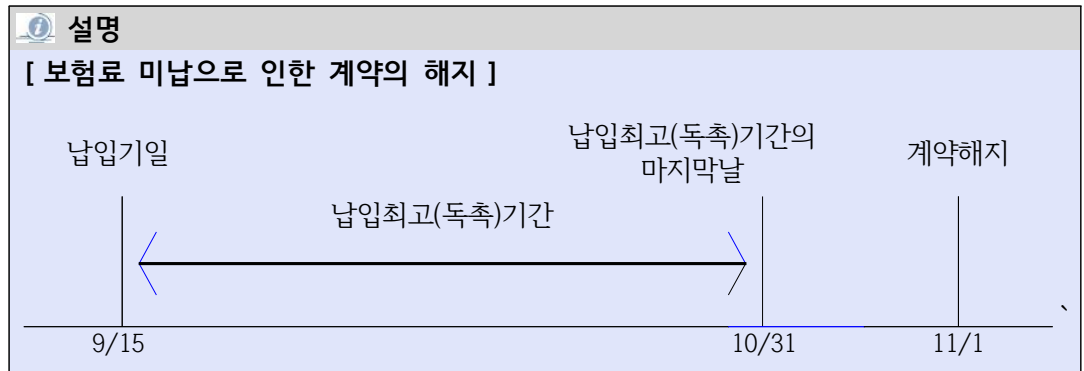 설명
[ 보험료 미납으로 인한 계약의 해지 ]
납입기일
납입최고(독촉)기간의
마지막날
계약해지
납입최고(독촉)기간
9/15
10/31
11/1